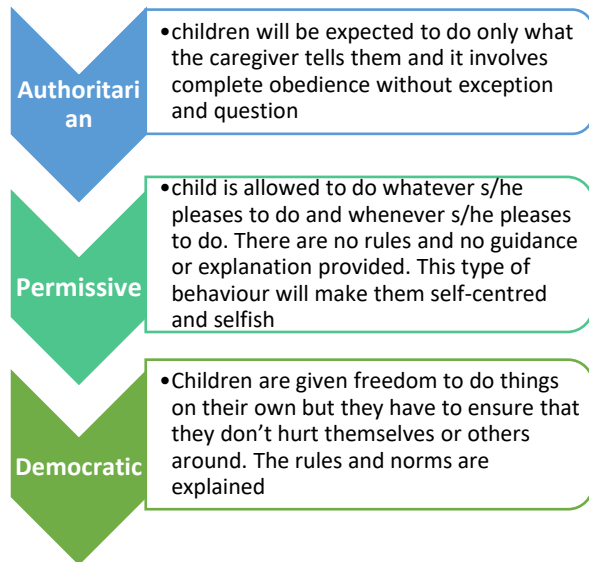 Authoritari
an
•children will be expected to do only what
the caregiver tells them and it involves
complete obedience without exception
and question
Permissive
•child is allowed to do whatever s/he
pleases to do and whenever s/he pleases
to do. There are no rules and no guidance
or explanation provided. This type of
behaviour will make them self-centred
and selfish
Democratic
•Children are given freedom to do things
on their own but they have to ensure that
they don’t hurt themselves or others
around. The rules and norms are
explained